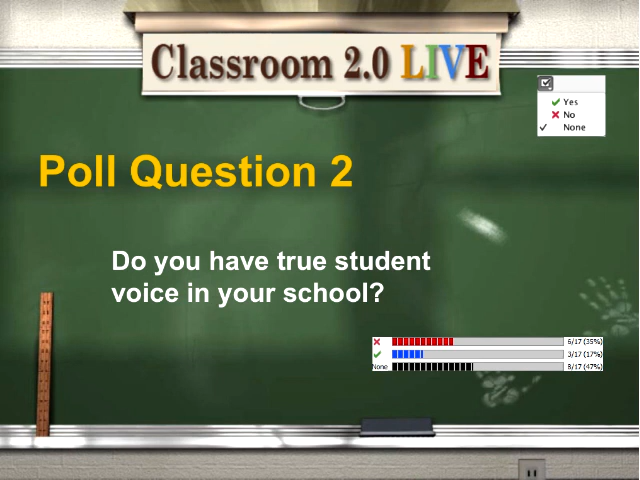 Classroom 2.0 LIVE
Yes
No
None
Poll Question 2
Do you have true student
voice in your school?
6/17 (35%)
3/17 (17%)
None 8/17 (47%)